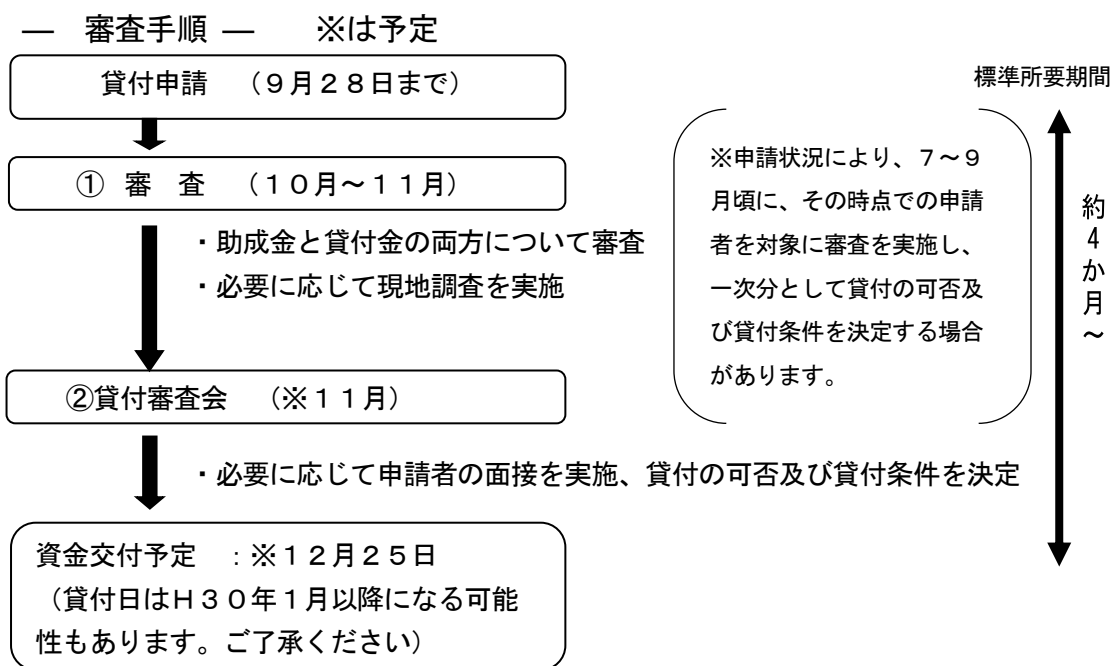 ― 審査手順 ― ※は予定
貸付申請 （９月２８日まで）
① 審 査 （１０月～１１月）
・助成金と貸付金の両方について審査
・必要に応じて現地調査を実施
②貸付審査会 （※１１月）
・必要に応じて申請者の面接を実施、貸付の可否及び貸付条件を決定
資金交付予定 ：※１２月２５日
（貸付日はＨ３０年１月以降になる可能
性もあります。ご了承ください）
※申請状況により、７～９
月頃に、その時点での申請
者を対象に審査を実施し、
一次分として貸付の可否及
び貸付条件を決定する場合
があります。
標準所要期間
約４か月～